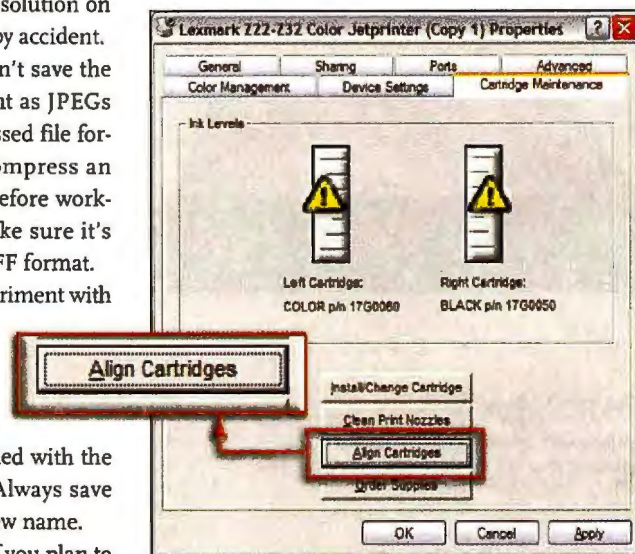 solution on
by accident.
n't save the
nt as JPEGs
ssed file for-
ompress an
efore work-
ke sure it's
FF format.
riment with
ed with the
Always save
ew name.
f you plan to
Lexmark Z22-Z32 Color Jetprinter (Copy 1) Properties
General Sharing Ports Advanced
Color Management Device Settings Cartridge Maintenance
Ink Levels
Left Cartridge: Right Cartridge:
COLOR p/n 17G0060 BLACK p/n 17G0050
Align Cartridges
Install/Change Cartridge
Clean Print Nozzles
Align Cartridges
Order Supplies
OK Cancel Apply